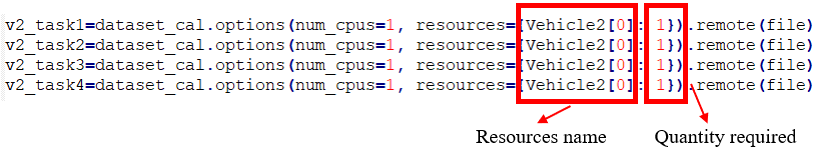 v2_task1=dataset_cal.options(num_cpus=1, resources={Vehicle2[0]: 1}).remote(file)
v2_task2=dataset_cal.options(num_cpus=1, resources={Vehicle2[0]: 1}).remote(file)
v2_task3=dataset_cal.options(num_cpus=1, resources={Vehicle2[0]: 1}).remote(file)
v2_task4=dataset_cal.options(num_cpus=1, resources={Vehicle2[0]: 1}).remote(file)
Resources name Quantity required